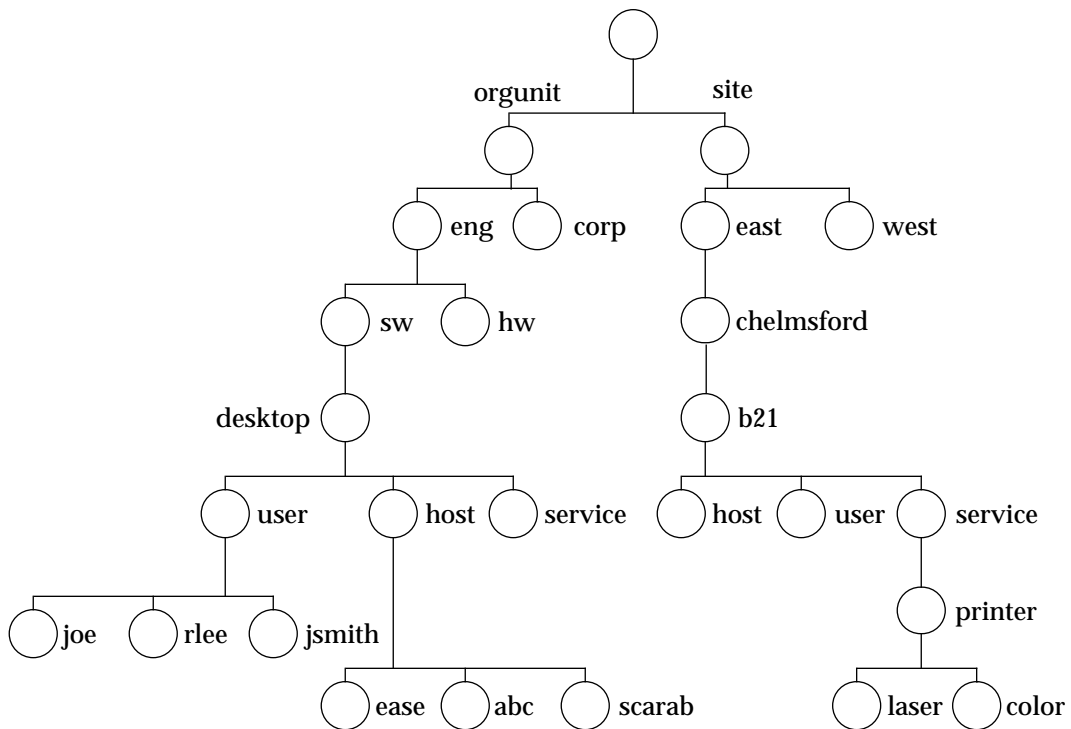 orgunit site
eng corp east west
sw hw chelmsford
desktop b21
user host service host user service
joe rlee jsmith printer
ease abc scarab laser color